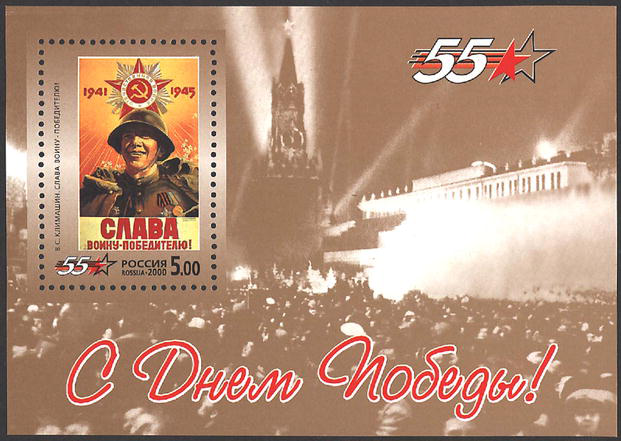 55
1941 1945
СЛАВА
ВОИНУ-ПОБЕДИТЕЛЮ!
В.С. КЛИМАШИН. СЛАВА ВОИНУ - ПОБЕДИТЕЛЮ!
55 РОССИЯ 5.00
ROSSIJA·2000
С Днем Победы!